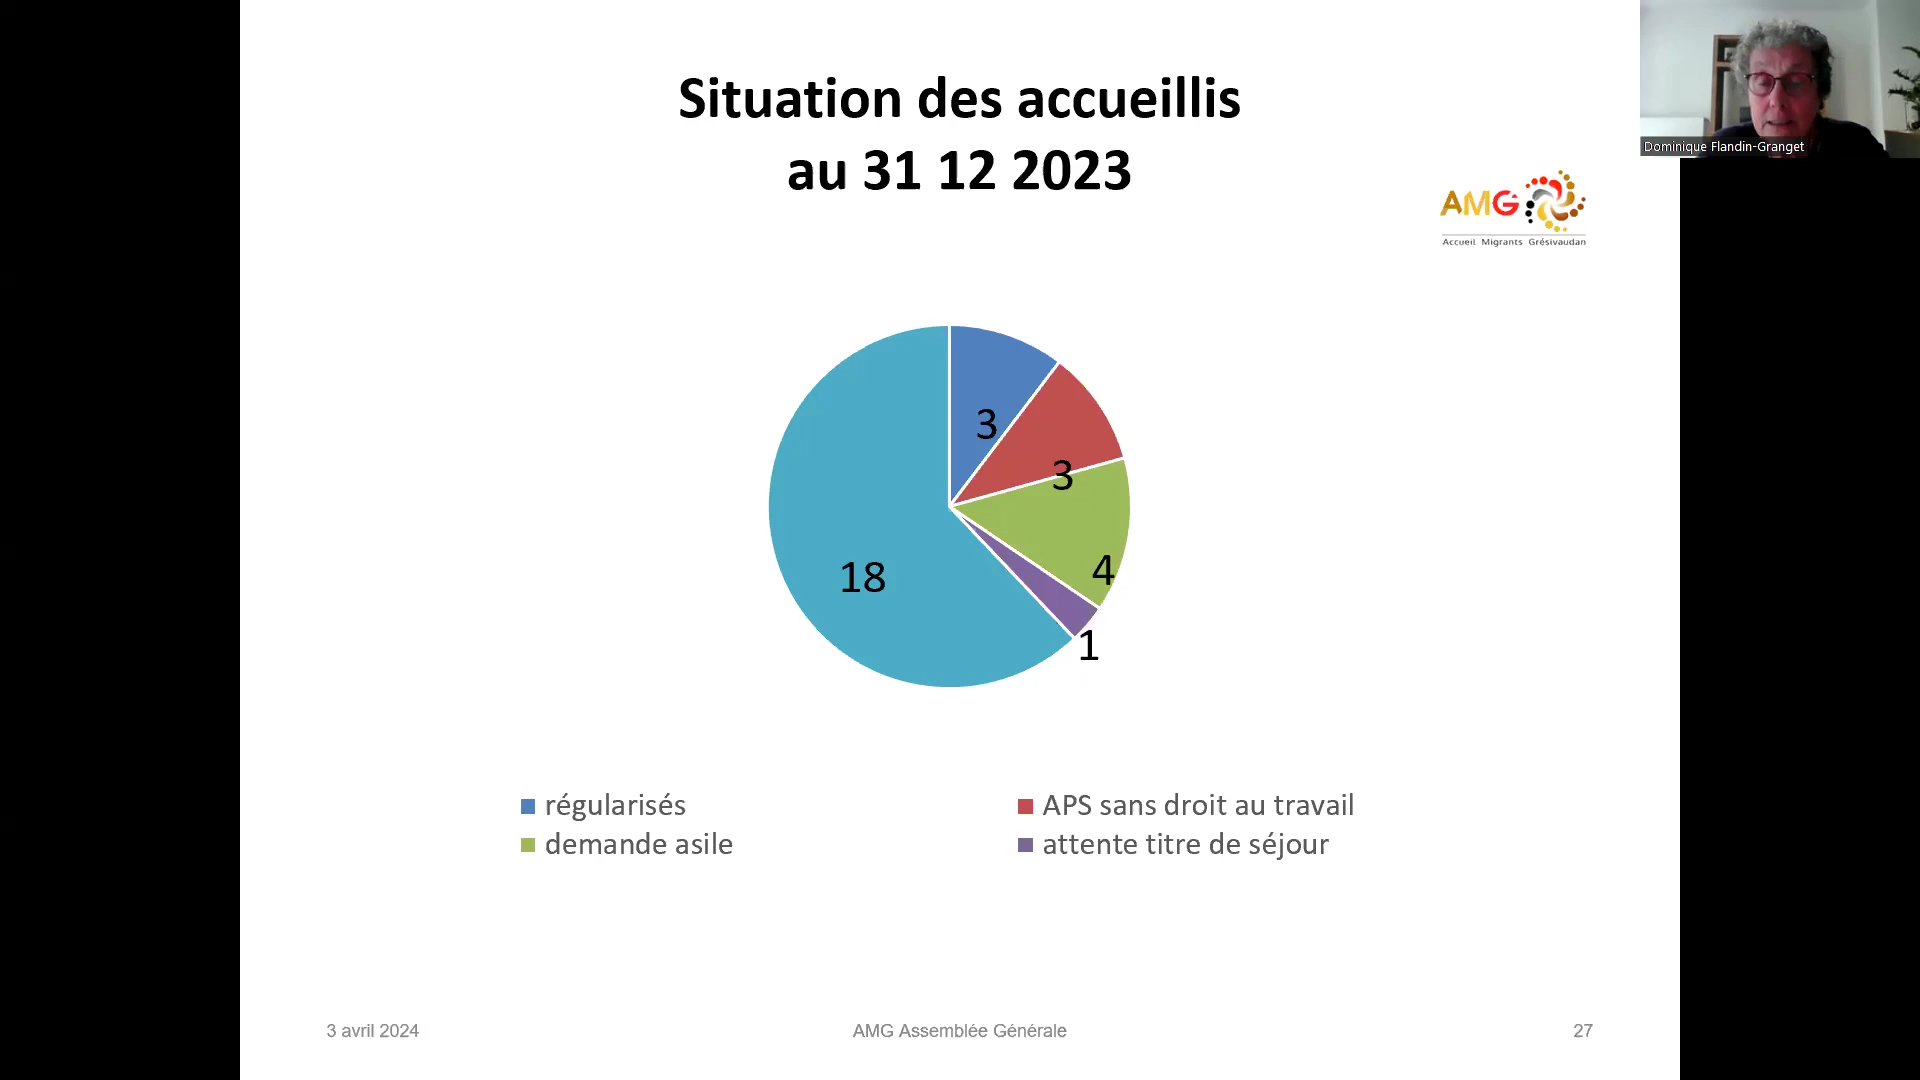 Situation des accueillis
au 31 12 2023
Dominique Flandin-Granget
AMG
Accueil Migrants Grésivaudan
3
3
4
18
1
régularisés
APS sans droit au travail
demande asile
attente titre de séjour
3 avril 2024
AMG Assemblée Générale
27